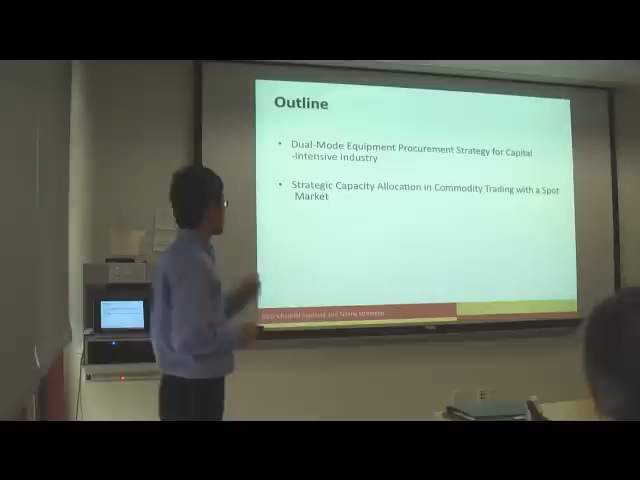 Outline
• Dual-Mode Equipment Procurement Strategy for Capital
-Intensive Industry
• Strategic Capacity Allocation in Commodity Trading with a Spot
Market
and